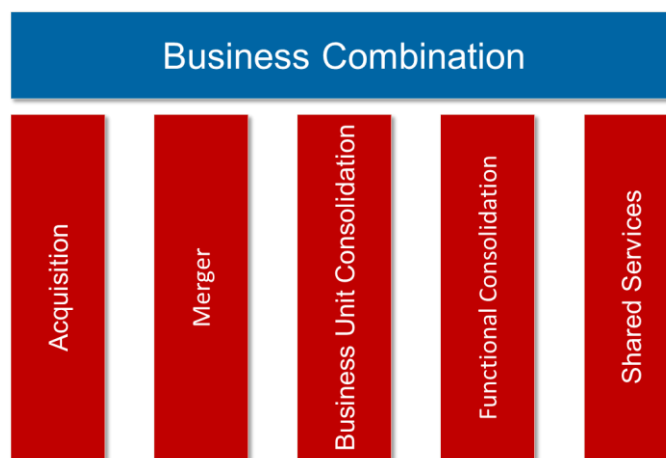 Business Combination
Acquisition
Merger
Business Unit Consolidation
Functional Consolidation
Shared Services